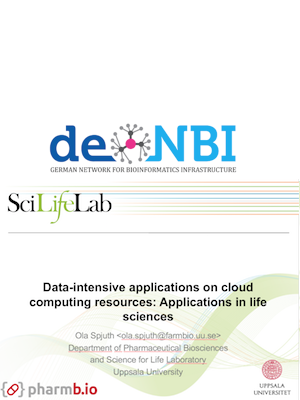 de NBI
GERMAN NETWORK FOR BIOINFORMATICS INFRASTRUCTURE
SciLifeLab
Data-intensive applications on cloud
computing resources: Applications in life
sciences
Ola Spjuth <ola.spjuth@farmbio.uu.se>
Department of Pharmaceutical Biosciences
and Science for Life Laboratory
Uppsala University
pharmb.io
UPPSALA
UNIVERSITET